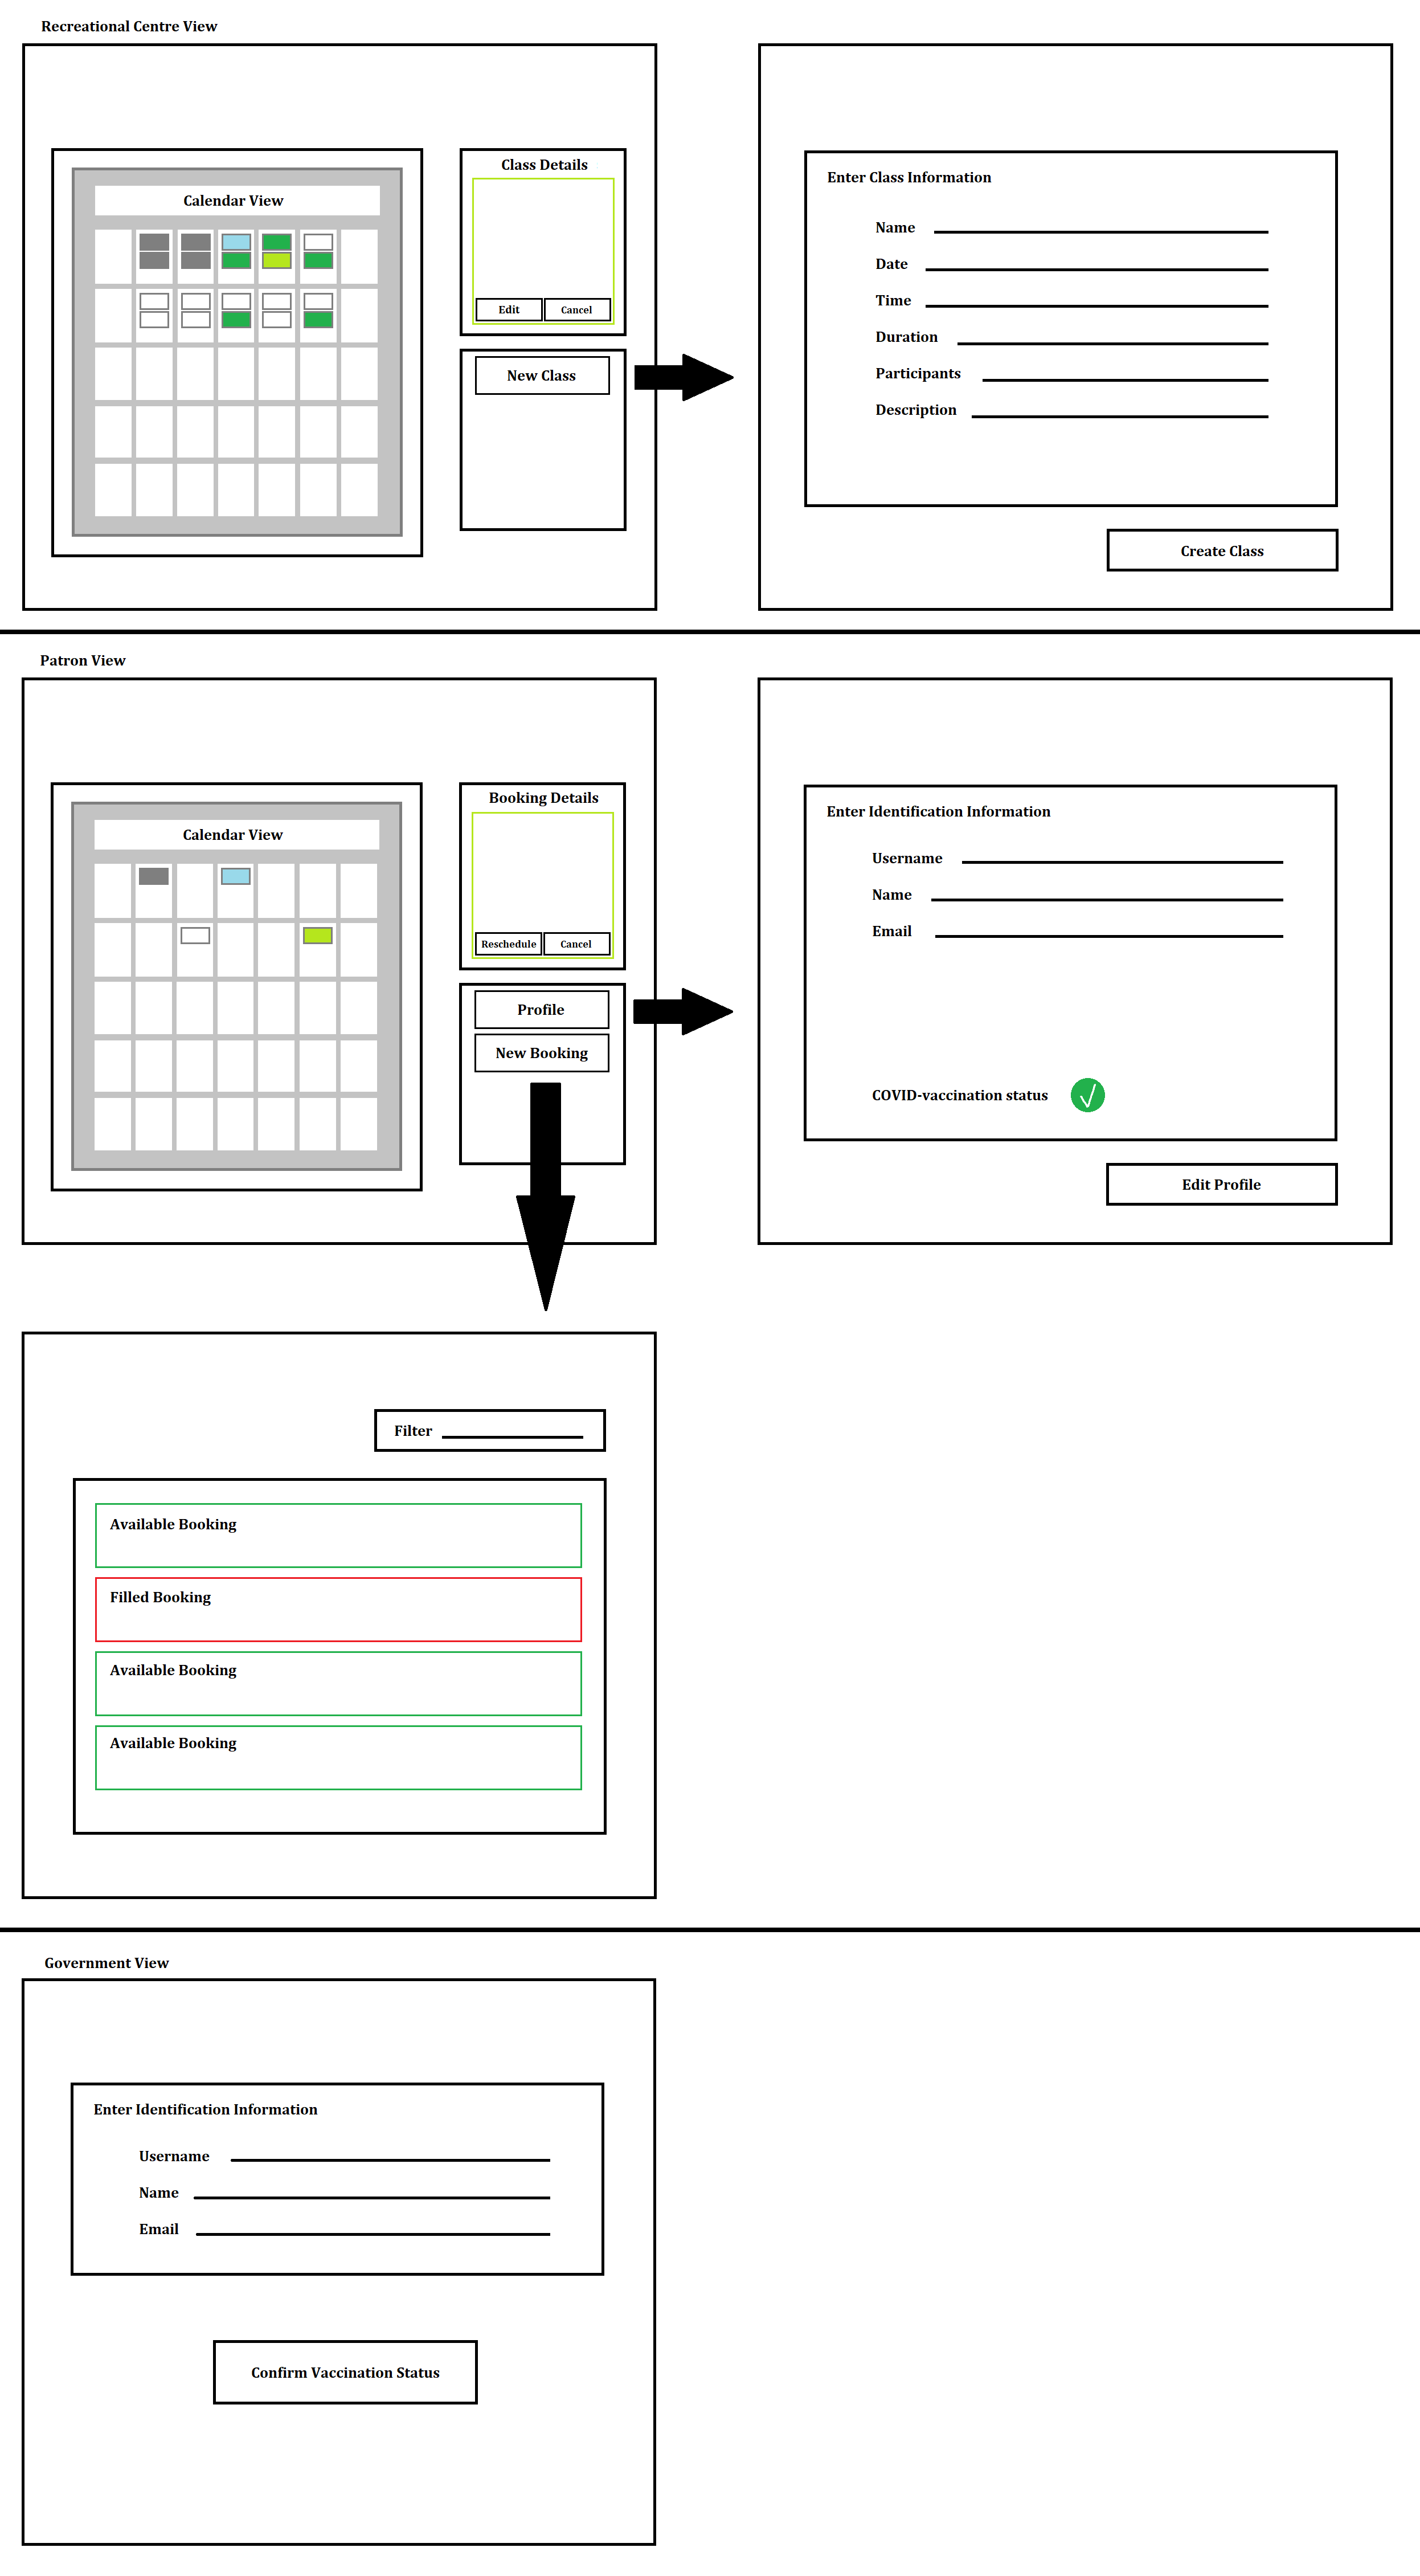 Recreational Centre View
Calendar View
Class Details
Edit
Cancel
New Class
Enter Class Information
Name
Date
Time
Duration
Participants
Description
Create Class
Patron View
Calendar View
Booking Details
Reschedule
Cancel
Profile
New Booking
Enter Identification Information
Username
Name
Email
COVID-vaccination status
Edit Profile
Filter
Available Booking
Filled Booking
Available Booking
Available Booking
Government View
Enter Identification Information
Username
Name
Email
Confirm Vaccination Status